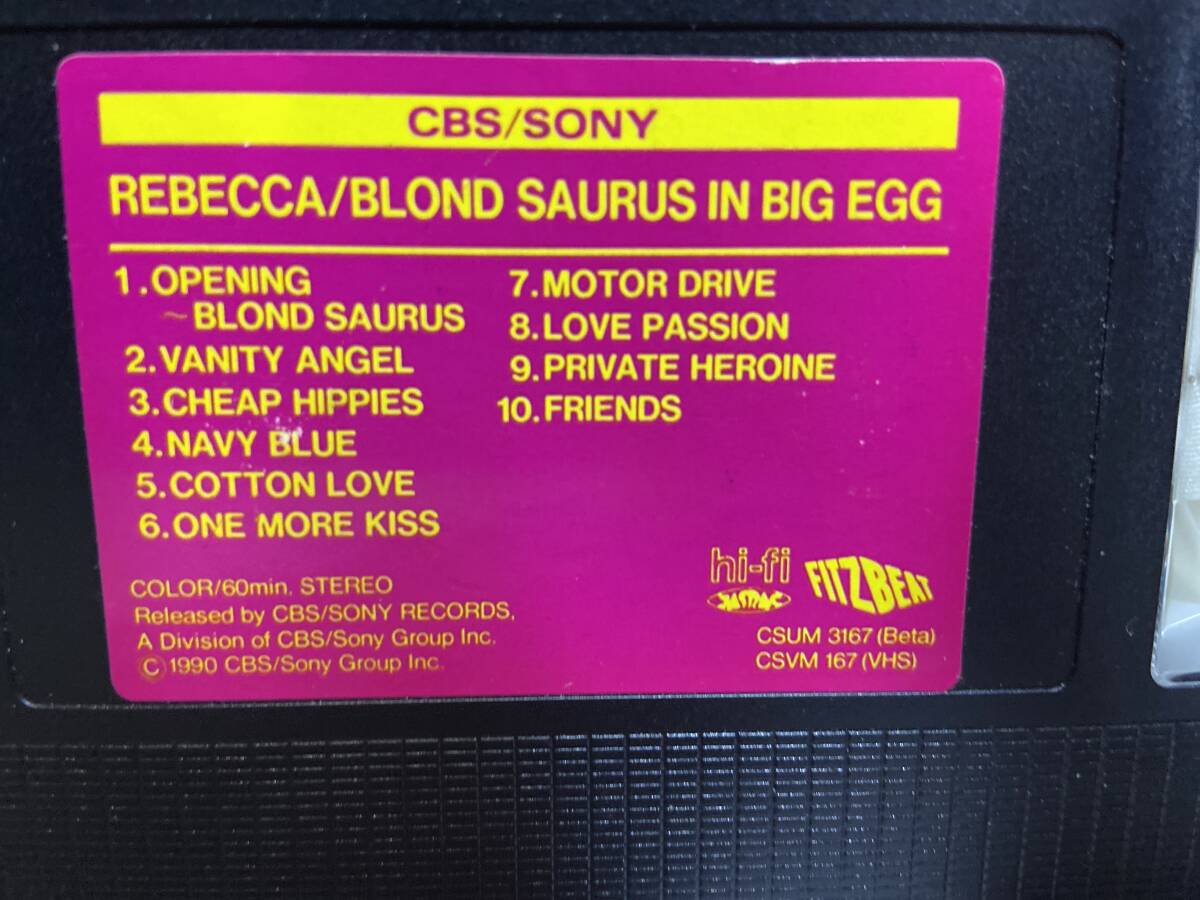 CBS/SONY
REBECCA/BLOND SAURUS IN BIG EGG
1.OPENING
~BLOND SAURUS
2.VANITY ANGEL
3.CHEAP HIPPIES
4.NAVY BLUE
5.COTTON LOVE
6.ONE MORE KISS
7.MOTOR DRIVE
8.LOVE PASSION
9.PRIVATE HEROINE
10.FRIENDS
COLOR/60min. STEREO
Released by CBS/SONY RECORDS,
A Division of CBS/Sony Group Inc.
© 1990 CBS/Sony Group Inc.
hi-fi
FITZBEAT
CSUM 3167 (Beta)
CSVM 167 (VHS)